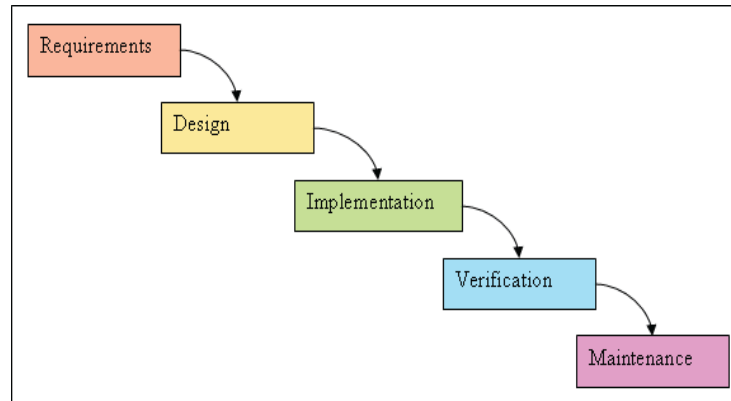 Requirements
Design
Implementation
Verification
Maintenance